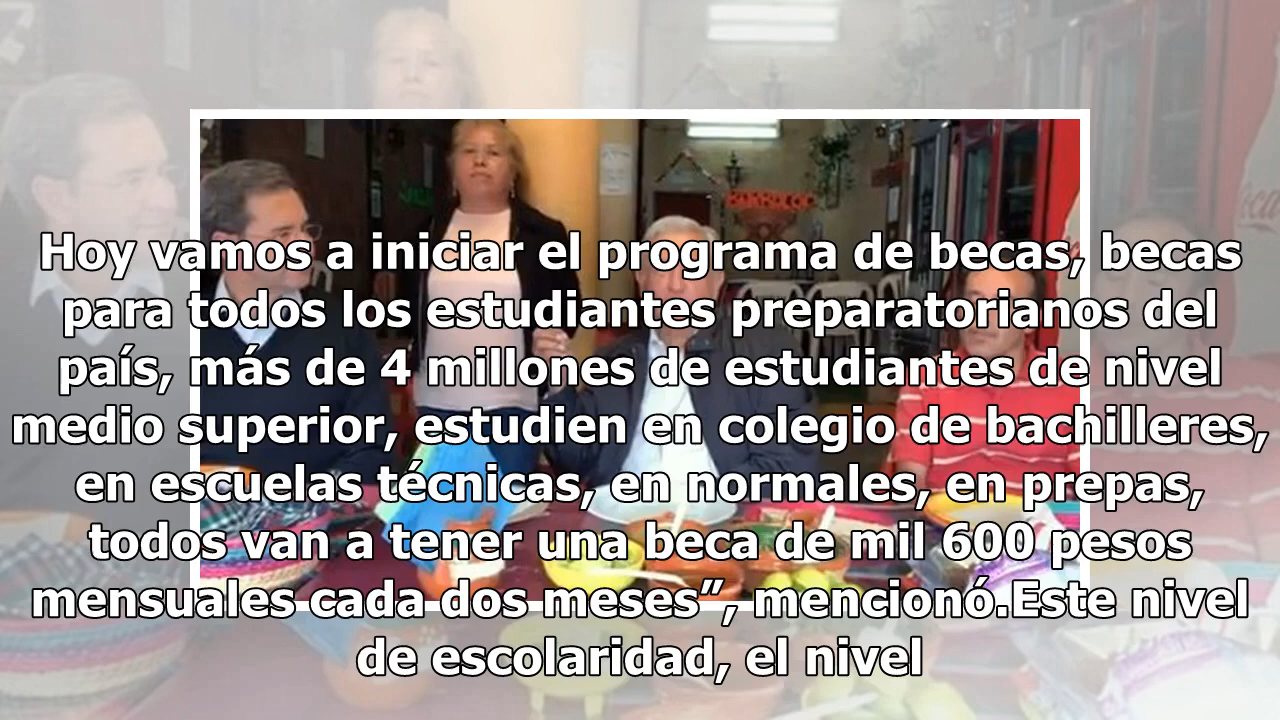 Hoy vamos a iniciar el programa de becas, becas
para todos los estudiantes preparatorianos del
país, más de 4 millones de estudiantes de nivel
medio superior, estudien en colegio de bachilleres,
en escuelas técnicas, en normales, en prepas,
todos van a tener una beca de mil 600 pesos
mensuales cada dos meses”, mencionó.Este nivel
de escolaridad, el nivel